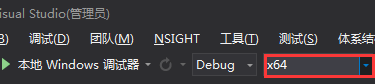 isual Studio(管理员)
B) 调试(D) 团队(M) NSIGHT 工具(T) 测试(S) 体系结
本地 Windows 调试器 Debug x64